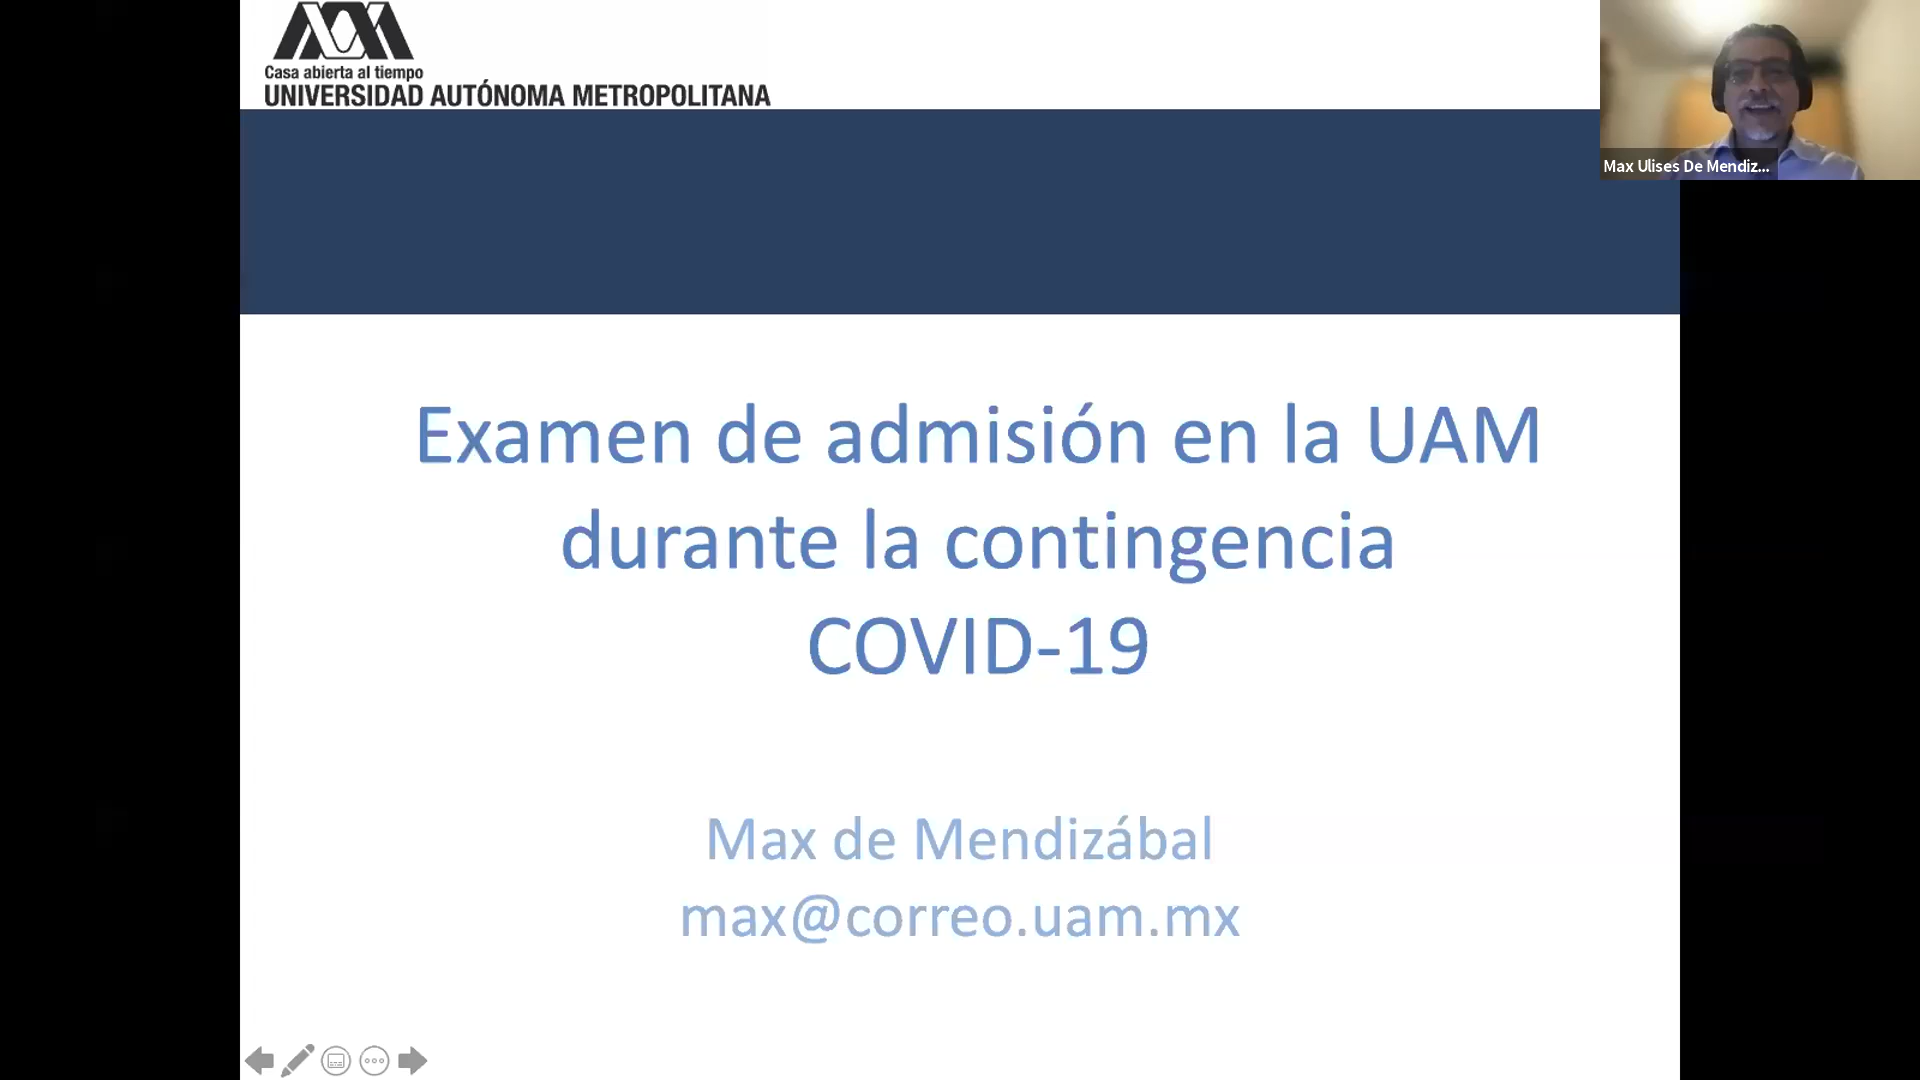 Casa abierta al tiempo
UNIVERSIDAD AUTÓNOMA METROPOLITANA
Max Ulises De Mendiz...
Examen de admisión en la UAM
durante la contingencia
COVID-19
Max de Mendizábal
max@correo.uam.mx